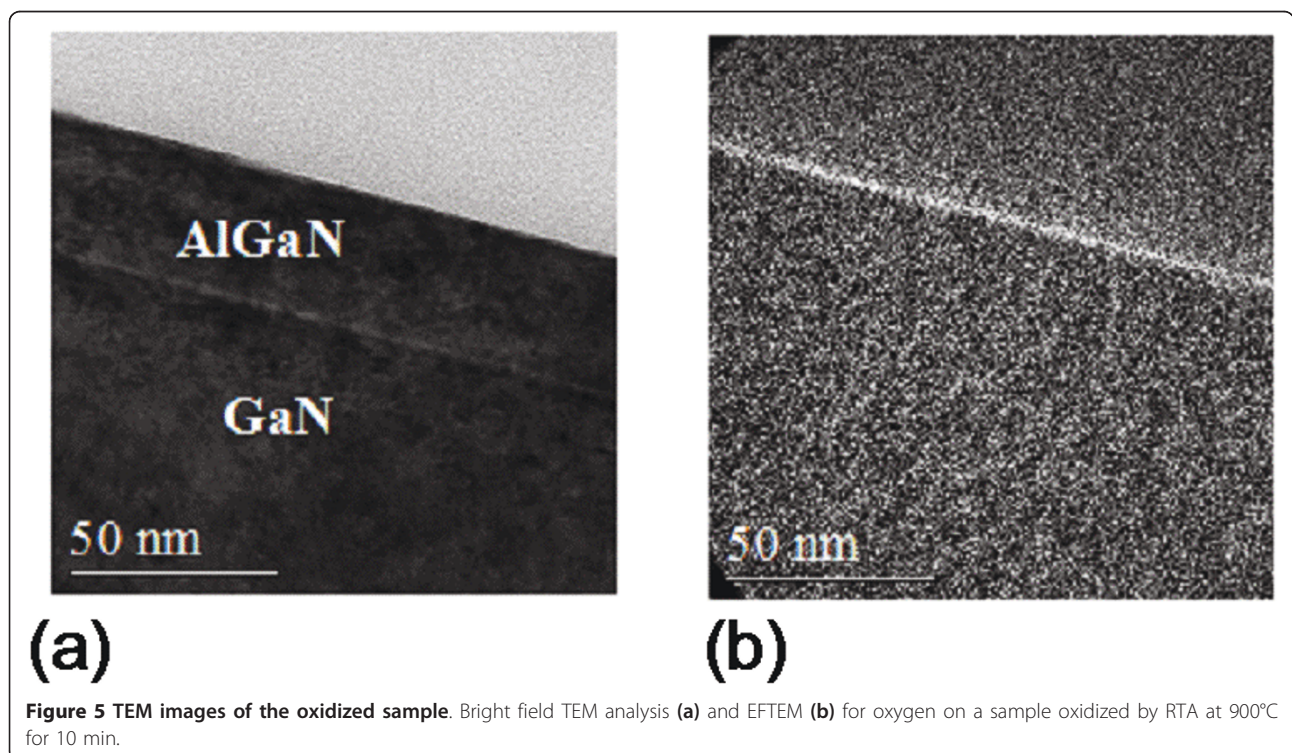 AlGaN
GaN
50 nm
50 nm
(a)
(b)
Figure 5 TEM images of the oxidized sample. Bright field TEM analysis (a) and EFTEM (b) for oxygen on a sample oxidized by RTA at 900°C
for 10 min.